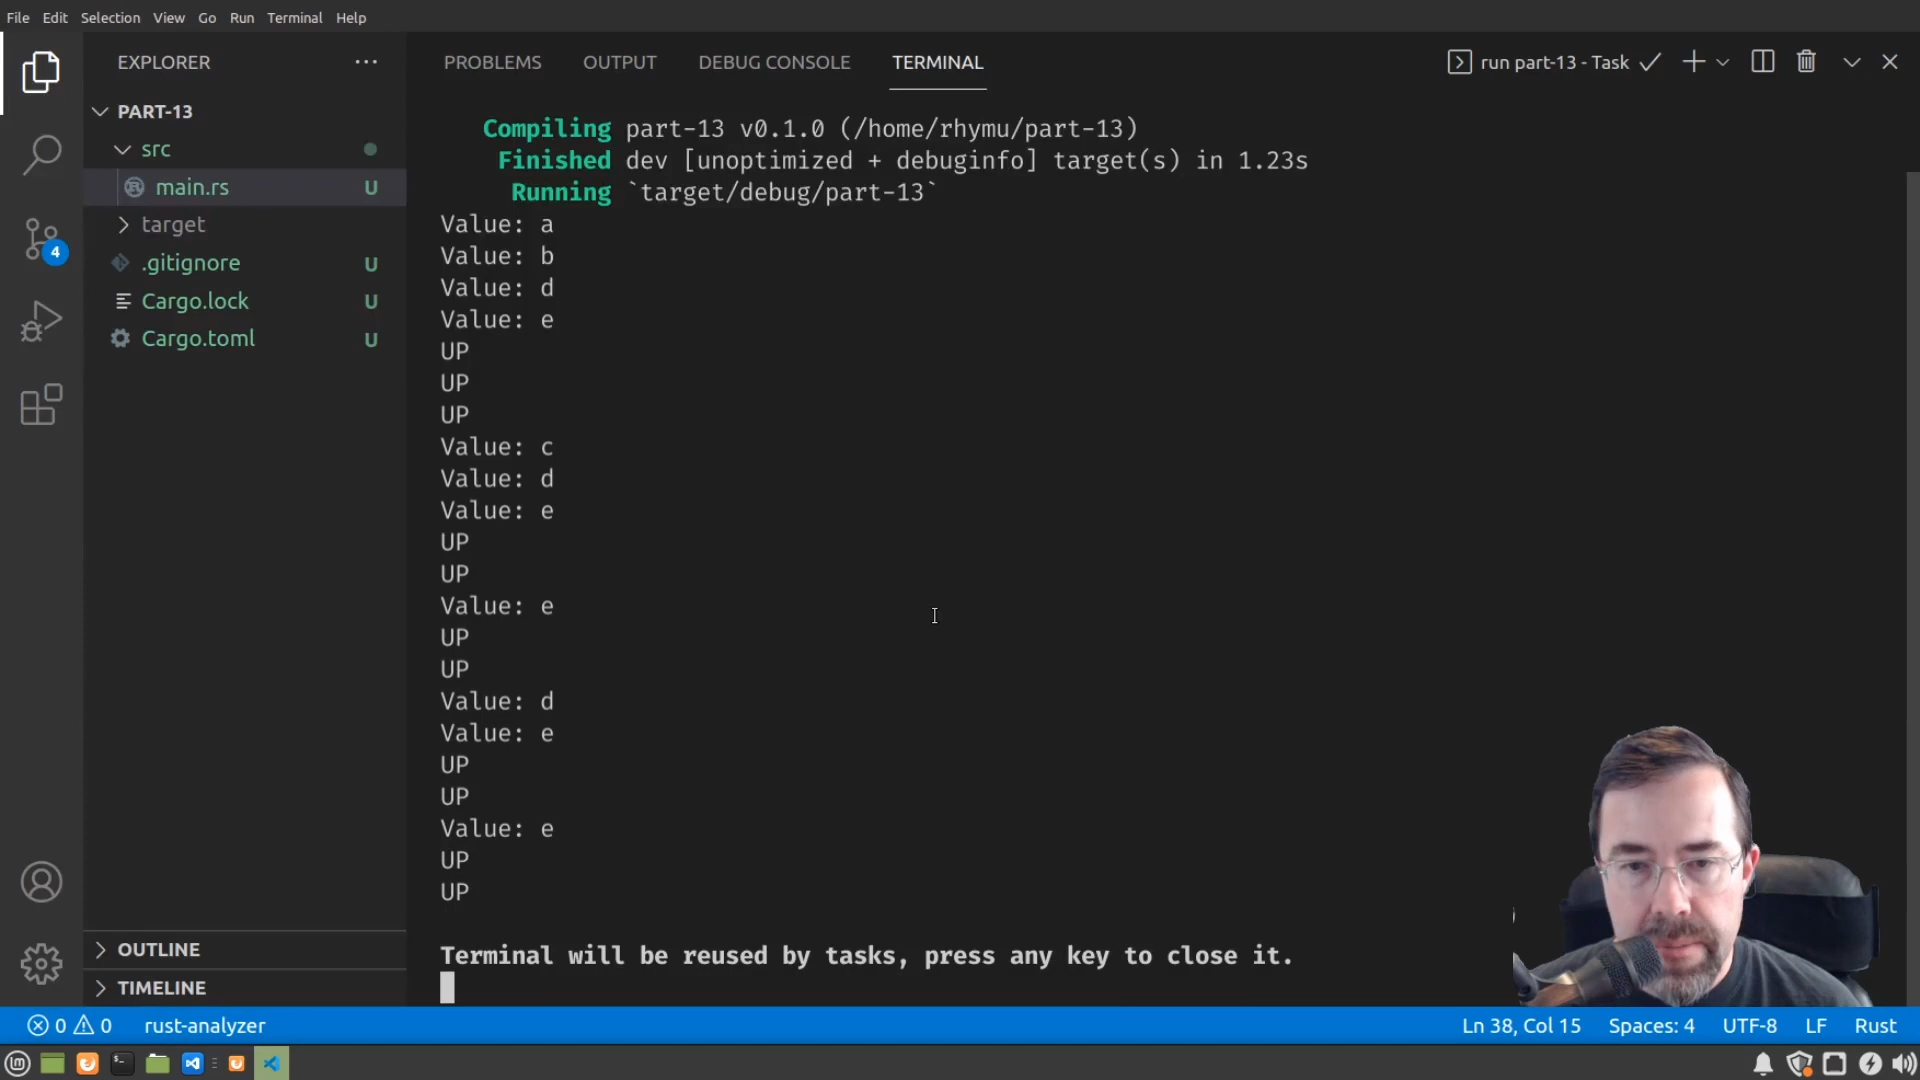 File Edit Selection View Go Run Terminal Help
EXPLORER
PROBLEMS OUTPUT DEBUG CONSOLE TERMINAL
run part-13 - Task
PART-13
src
main.rs U
target
.gitignore U
4
Cargo.lock U
Cargo.toml U
Compiling part-13 v0.1.0 (/home/rhymu/part-13)
Finished dev [unoptimized + debuginfo] target(s) in 1.23s
Running `target/debug/part-13`
Value: a
Value: b
Value: d
Value: e
UP
UP
UP
Value: c
Value: d
Value: e
UP
UP
Value: e
UP
UP
Value: d
Value: e
UP
UP
Value: e
UP
UP
Terminal will be reused by tasks, press any key to close it.
OUTLINE
TIMELINE
0 0 rust-analyzer
Ln 38, Col 15 Spaces: 4 UTF-8 LF Rust